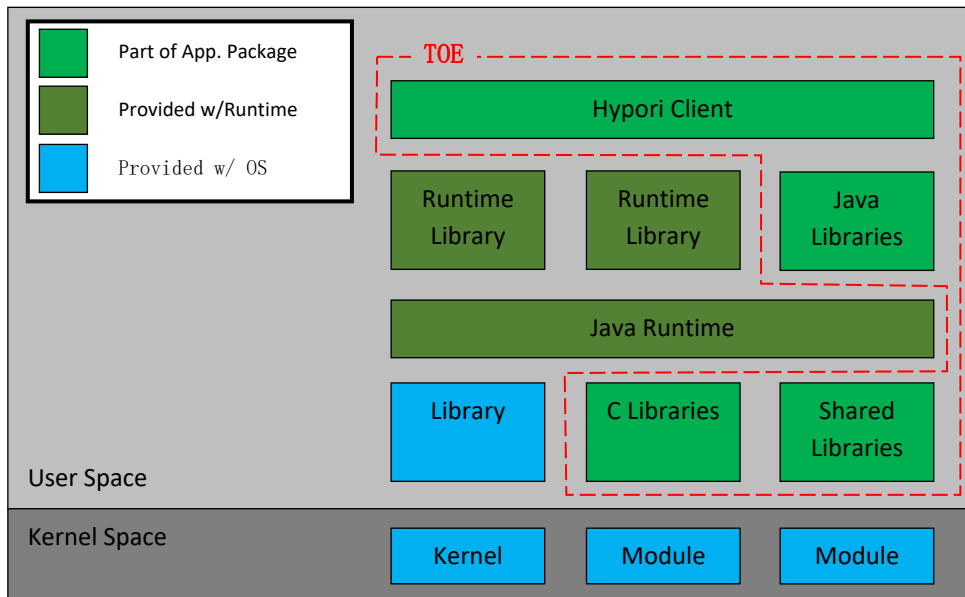 Part of App. Package
Provided w/Runtime
Provided w/ OS
TOE
Hypori Client
Runtime
Library
Runtime
Library
Java
Libraries
Java Runtime
Library
C Libraries
Shared
Libraries
User Space
Kernel Space
Kernel
Module
Module